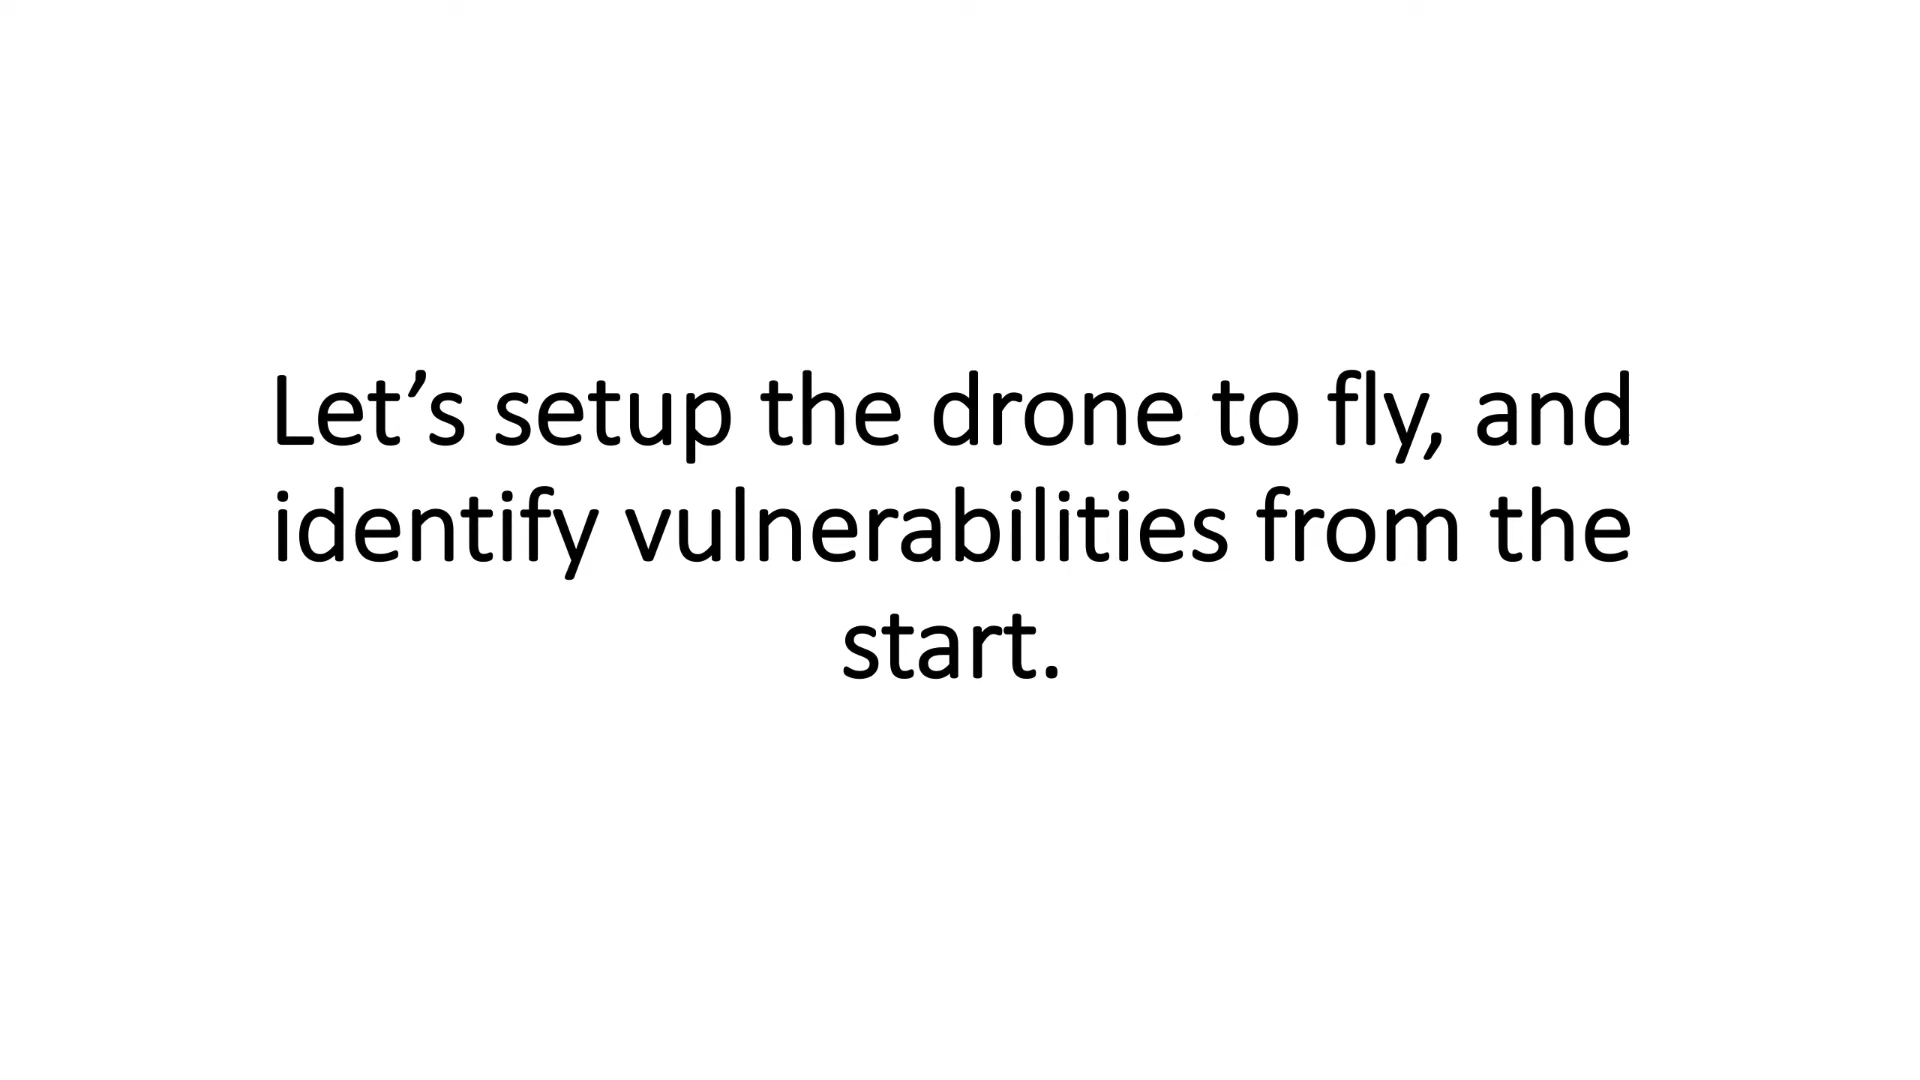 Let’s setup the drone to fly, and
identify vulnerabilities from the
start.